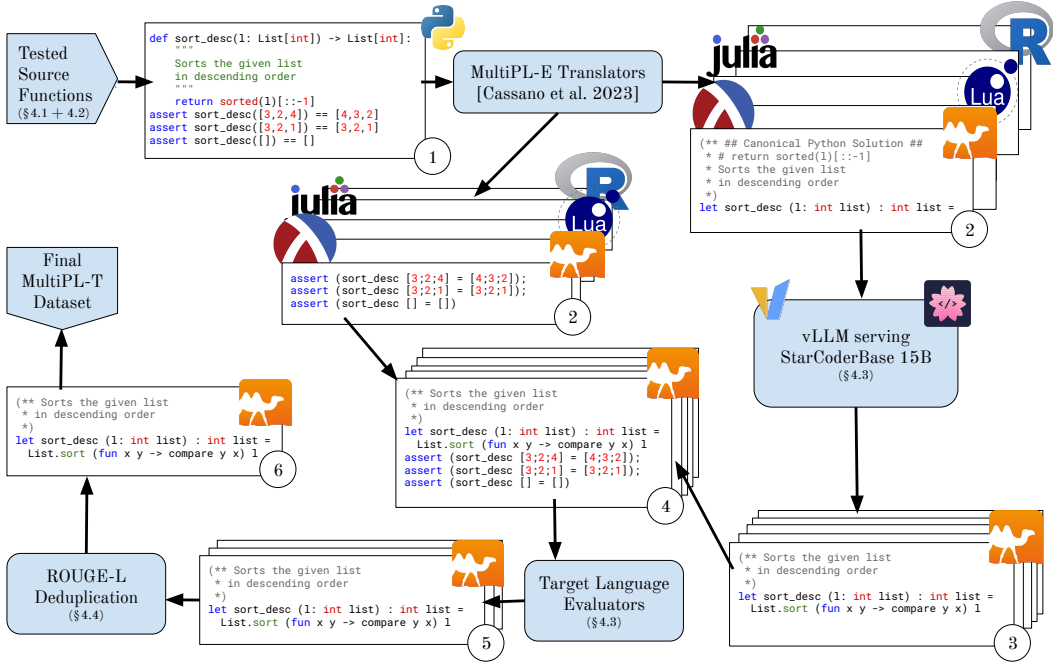 Tested
Source
Functions
(§4.1 + 4.2)
def sort_desc(l: List[int]) -> List[int]:
"""
Sorts the given list
in descending order
"""
return sorted(l)[::-1]
assert sort_desc([3,2,4]) == [4,3,2]
assert sort_desc([3,2,1]) == [3,2,1]
assert sort_desc([]) == []
1
MultiPL-E Translators
[Cassano et al. 2023]
julia
R
Lua
(** ## Canonical Python Solution ##
* # return sorted(l)[::-1]
* Sorts the given list
* in descending order
*)
let sort_desc (l: int list) : int list =
2
julia
R
Lua
assert (sort_desc [3;2;4] = [4;3;2]);
assert (sort_desc [3;2;1] = [3;2;1]);
assert (sort_desc [] = [])
2
Final
MultiPL-T
Dataset
vLLM serving
StarCoderBase 15B
(§4.3)
</>
(** Sorts the given list
* in descending order
*)
let sort_desc (l: int list) : int list =
List.sort (fun x y -> compare y x) l
6
(** Sorts the given list
* in descending order
*)
let sort_desc (l: int list) : int list =
List.sort (fun x y -> compare y x) l
assert (sort_desc [3;2;4] = [4;3;2]);
assert (sort_desc [3;2;1] = [3;2;1]);
assert (sort_desc [] = [])
4
ROUGE-L
Deduplication
(§4.4)
(** Sorts the given list
* in descending order
*)
let sort_desc (l: int list) : int list =
List.sort (fun x y -> compare y x) l
5
Target Language
Evaluators
(§4.3)
(** Sorts the given list
* in descending order
*)
let sort_desc (l: int list) : int list =
List.sort (fun x y -> compare y x) l
3